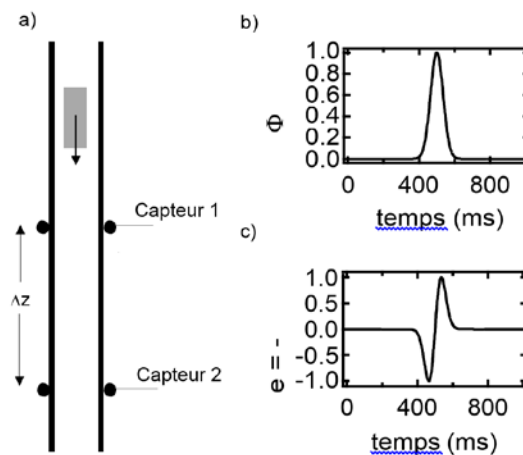 a)
Capteur 1
Δz
Capteur 2
b)
Φ
1.0
0.8
0.6
0.4
0.2
0.0
0
400
800
temps (ms)
c)
e = -
1.0
0.5
0.0
-0.5
-1.0
0
400
800
temps (ms)